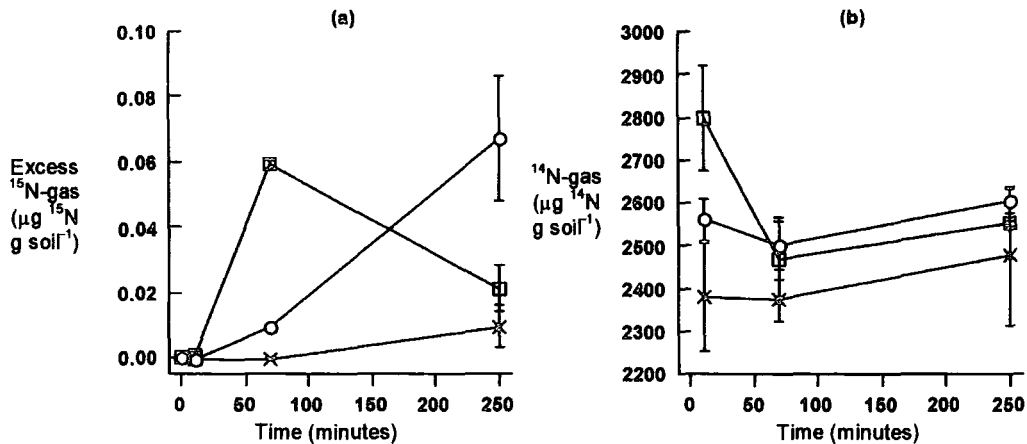 (a)
0.10
0.08
0.06
0.04
0.02
0.00
Excess
¹⁵N-gas
(µg ¹⁵N
g soil⁻¹)
0 50 100 150 200 250
Time (minutes)
(b)
3000
2900
2800
2700
2600
2500
2400
2300
2200
¹⁴N-gas
(µg ¹⁴N
g soil⁻¹)
0 50 100 150 200 250
Time (minutes)